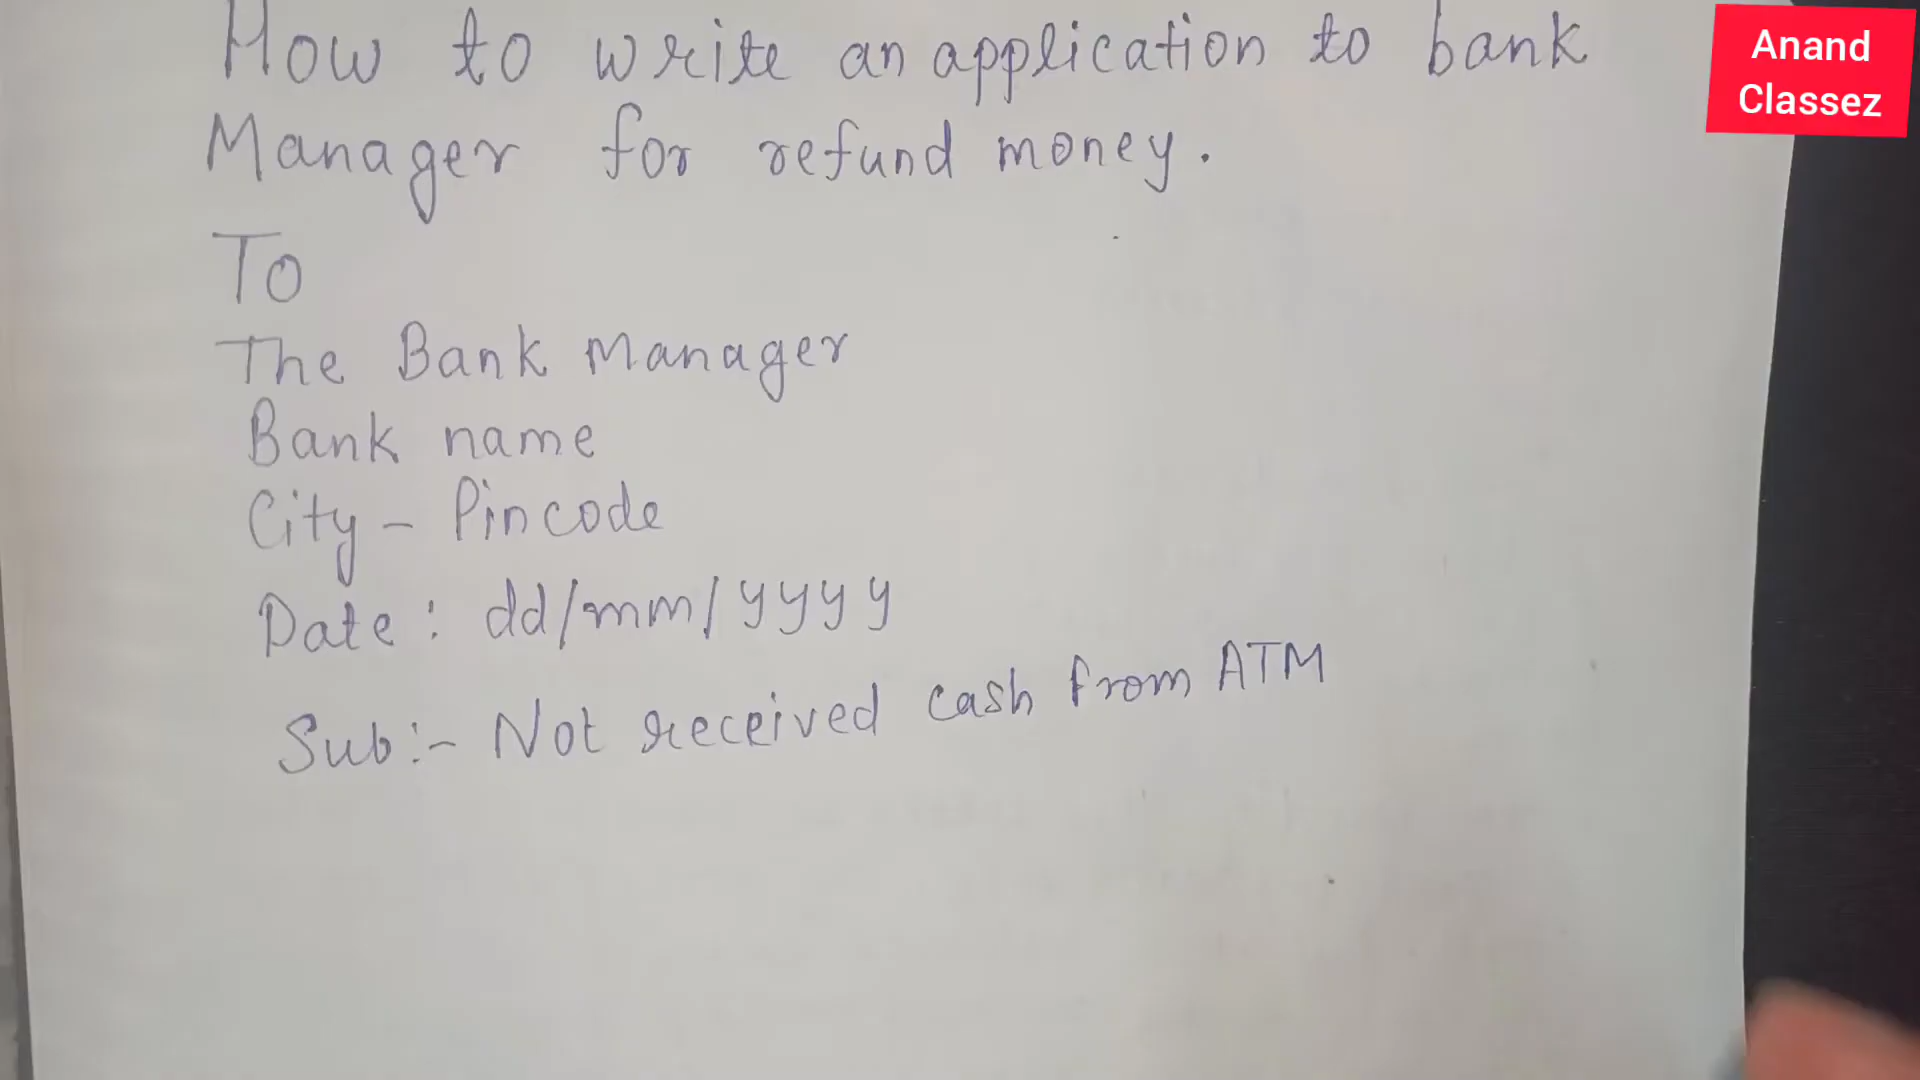 How to write an application to bank
Manager for refund money.
To
The Bank Manager
Bank name
City - Pincode
Date : dd/mm/yyyy
Sub:- Not received cash from ATM
Anand
Classez